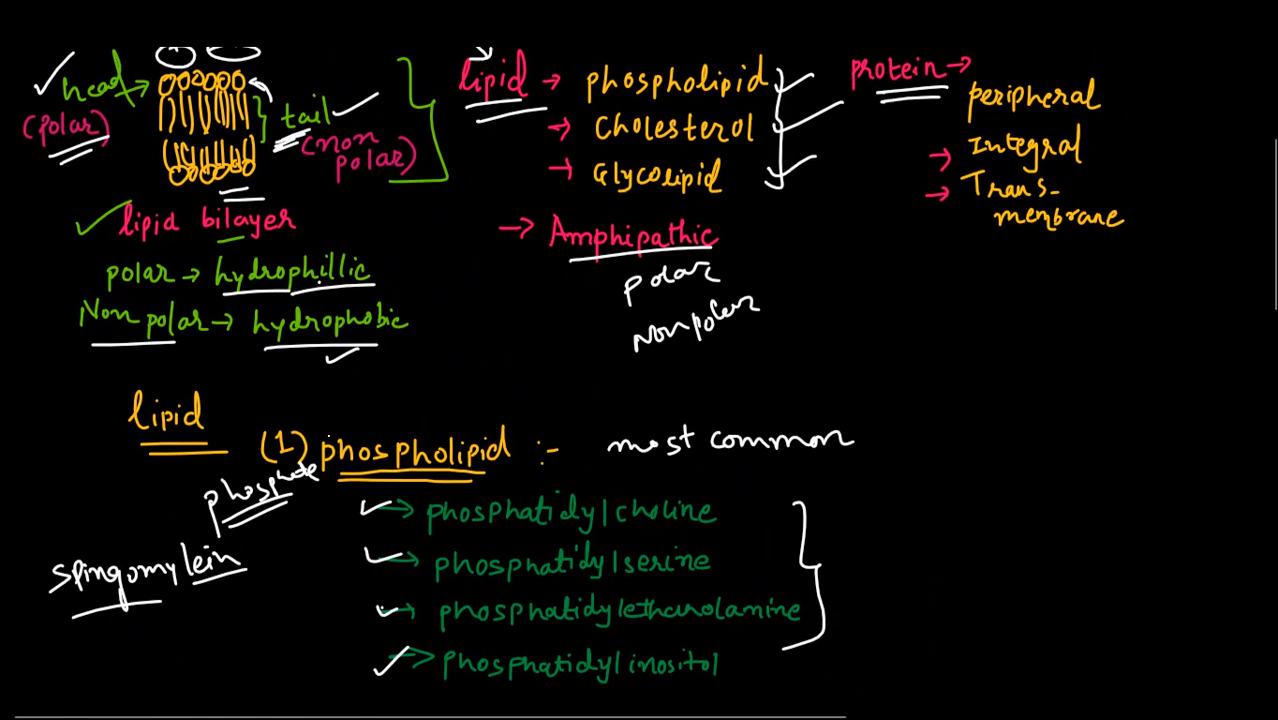 head
(polar)
tail
(non
polar)
lipid bilayer
polar → hydrophillic
Non polar → hydrophobic
lipid → phospholipid
→ Cholesterol
→ Glycolipid
→ Amphipathic
polar
Nonpolar
protein →
peripheral
→ Integral
→ Trans-
membrane
lipid
(1) phospholipid :- most common
phosphate
→ phosphatidylcholine
→ phosphatidylserine
spingomylein
→ phosphatidylethanolamine
→ phosphatidylinositol